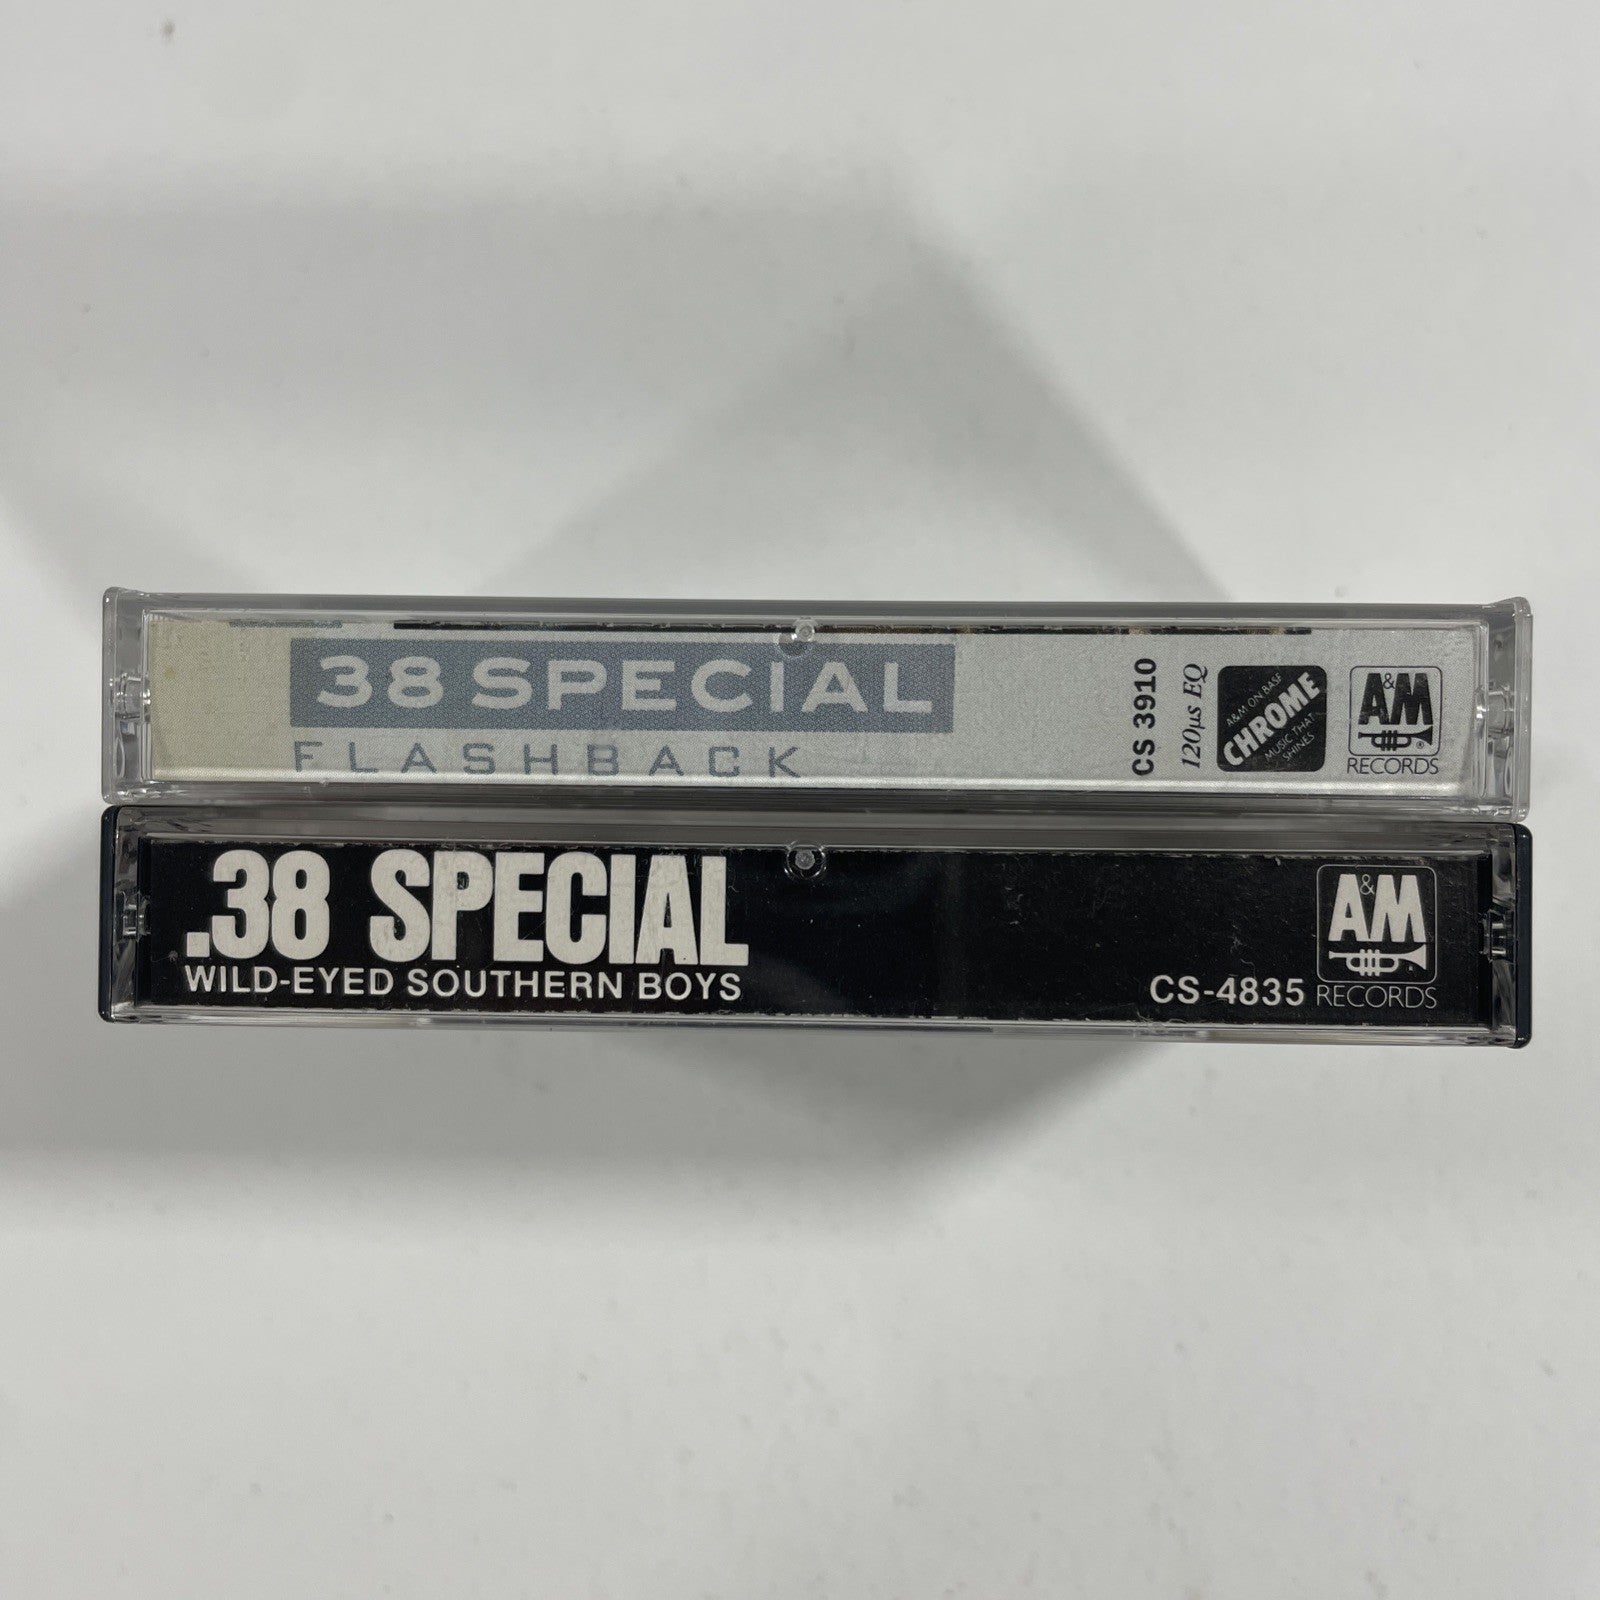 38 SPECIAL
FLASHBACK
CS 3910
120µs EQ
A&M ON BASF
CHROME
MUSIC THAT
SHINES
A&M
RECORDS
.38 SPECIAL
WILD-EYED SOUTHERN BOYS
CS-4835
A&M
RECORDS